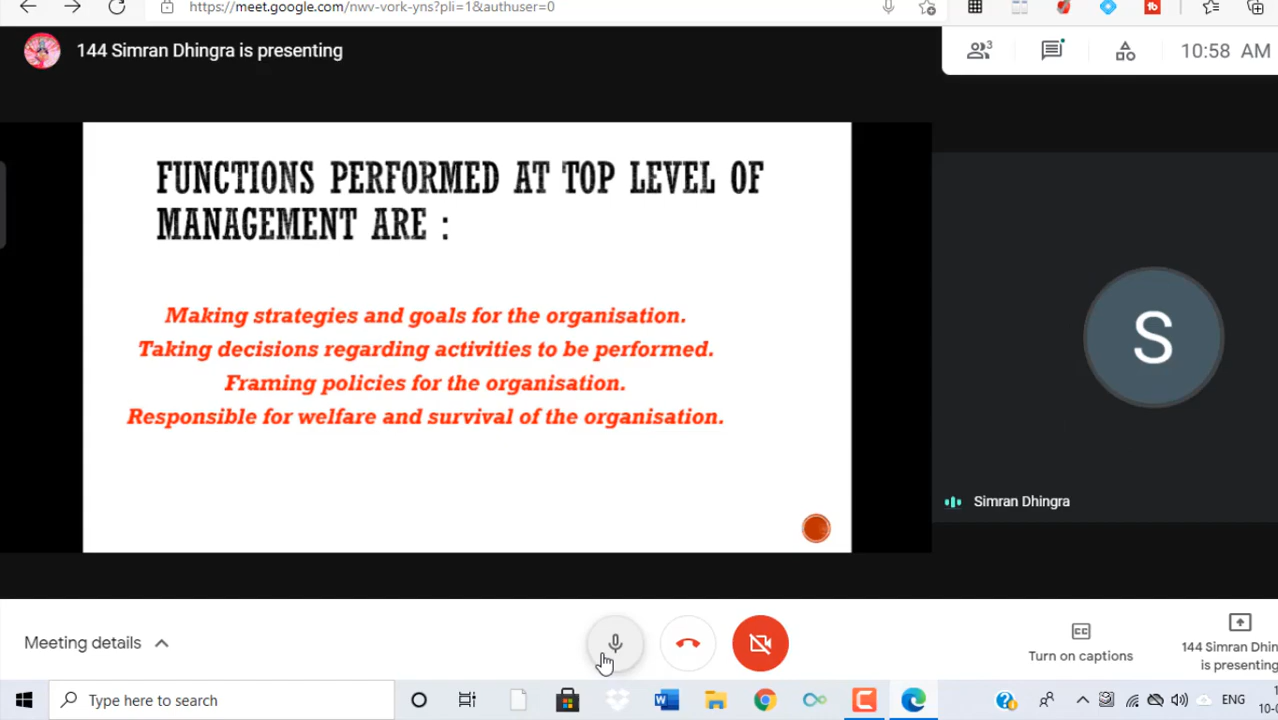 https://meet.google.com/nwv-vork-yns?pli=1&authuser=0
144 Simran Dhingra is presenting
3
10:58 AM
FUNCTIONS PERFORMED AT TOP LEVEL OF
MANAGEMENT ARE :
Making strategies and goals for the organisation.
Taking decisions regarding activities to be performed.
Framing policies for the organisation.
Responsible for welfare and survival of the organisation.
S
Simran Dhingra
Meeting details
CC
Turn on captions
144 Simran Dhin
is presenting
Type here to search
ENG
10-